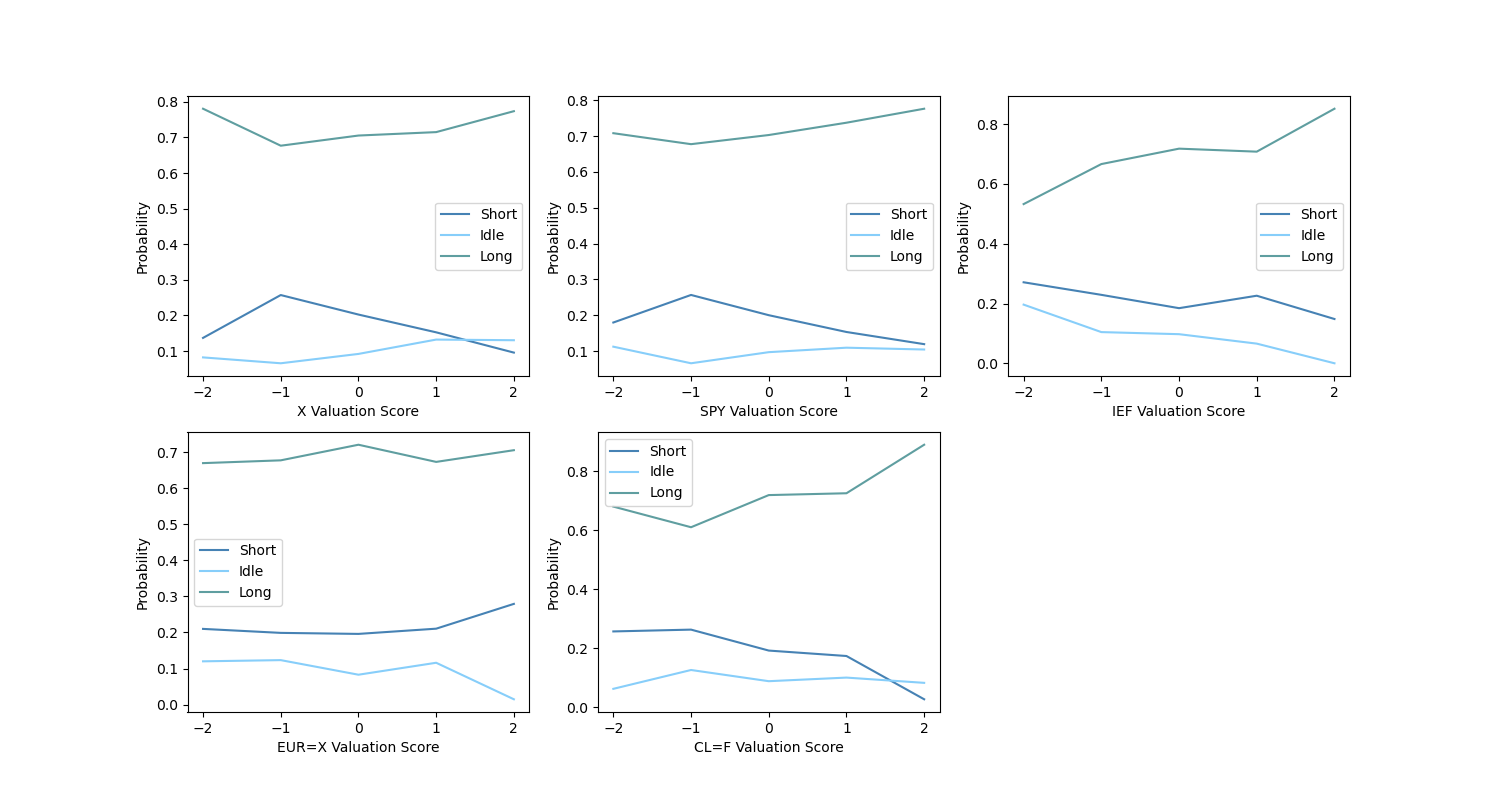 0.8
0.7
0.6
0.5
0.4
0.3
0.2
0.1
Probability
Short
Idle
Long
−2 −1 0 1 2
X Valuation Score
0.8
0.7
0.6
0.5
0.4
0.3
0.2
0.1
Probability
Short
Idle
Long
−2 −1 0 1 2
SPY Valuation Score
0.8
0.6
0.4
0.2
0.0
Probability
Short
Idle
Long
−2 −1 0 1 2
IEF Valuation Score
0.7
0.6
0.5
0.4
0.3
0.2
0.1
0.0
Probability
Short
Idle
Long
−2 −1 0 1 2
EUR=X Valuation Score
0.8
0.6
0.4
0.2
0.0
Probability
Short
Idle
Long
−2 −1 0 1 2
CL=F Valuation Score